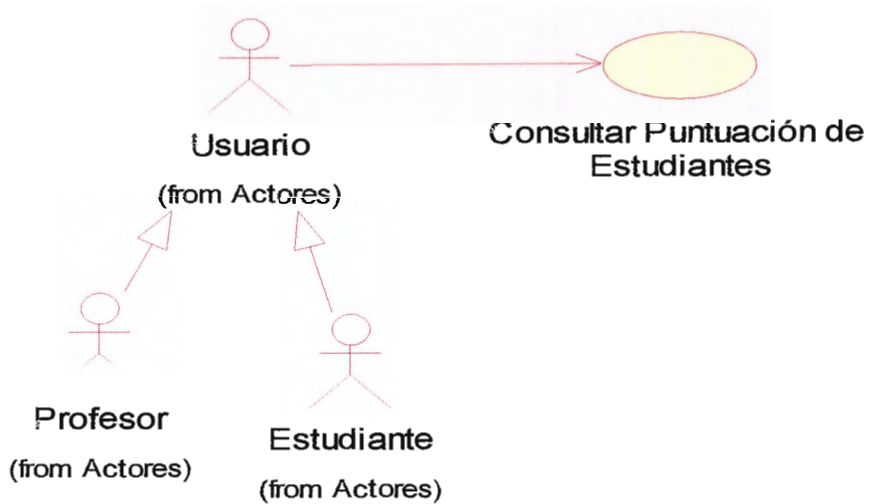 Usuario
(from Actores)
Consultar Puntuación de
Estudiantes
Profesor
(from Actores)
Estudiante
(from Actores)